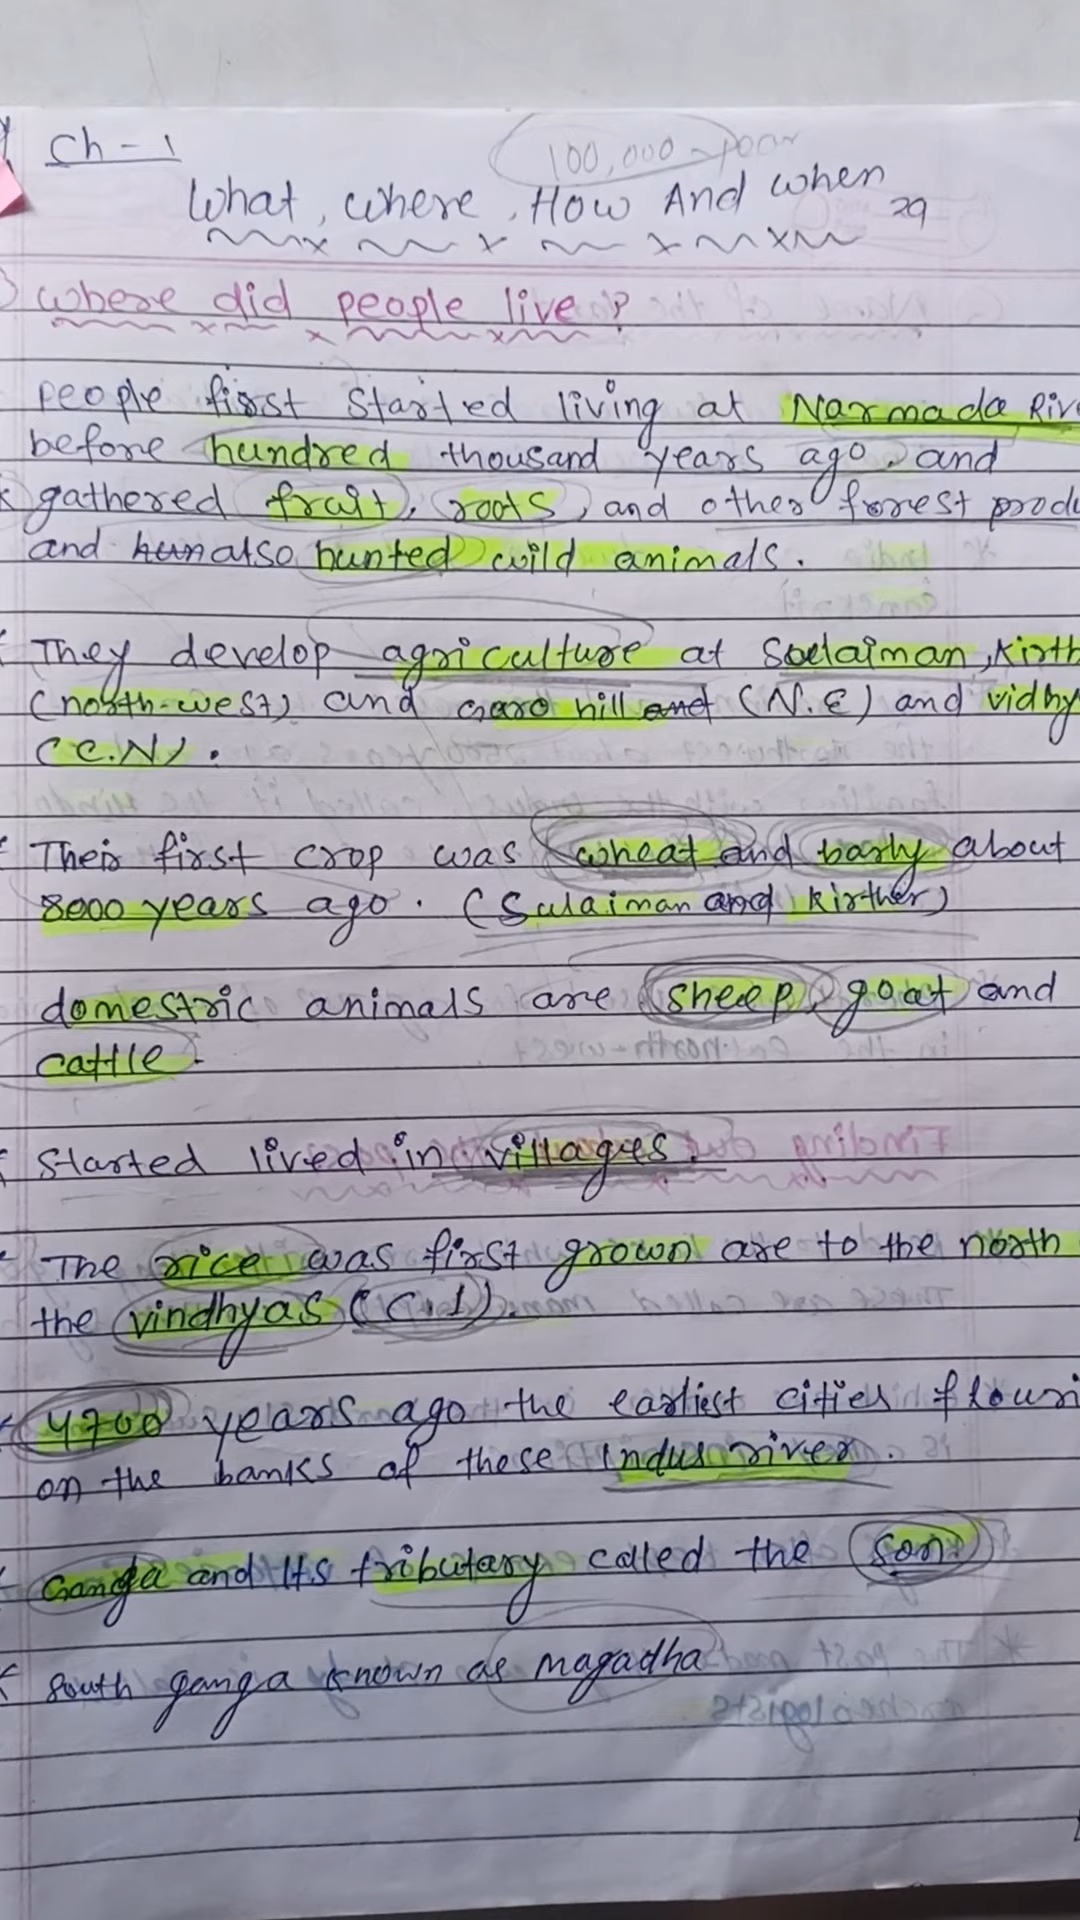 Ch - 1
100,000 year
What, where, How And when
29
where did people live?
people first started living at Narmada Riv
before hundred thousand years ago, and
gathered fruit, roots, and other forrest produ
and also hunted wild animals.
They develop agriculture at Sulaiman, Kirth
(north-west) and Garo hill and (N.E) and vidhy
(C.N).
Their first crop was wheat and barly about
8000 years ago. (Sulaiman and Kirther)
domestric animals are sheep, goat and
cattle.
Started lived in villages.
The rice was first grown are to the north
the vindhyas (C.I).
4700 years ago the earliest cities flouri
on the banks of these Indus river.
Ganga and Its tributary called the son
South ganga known as magadha